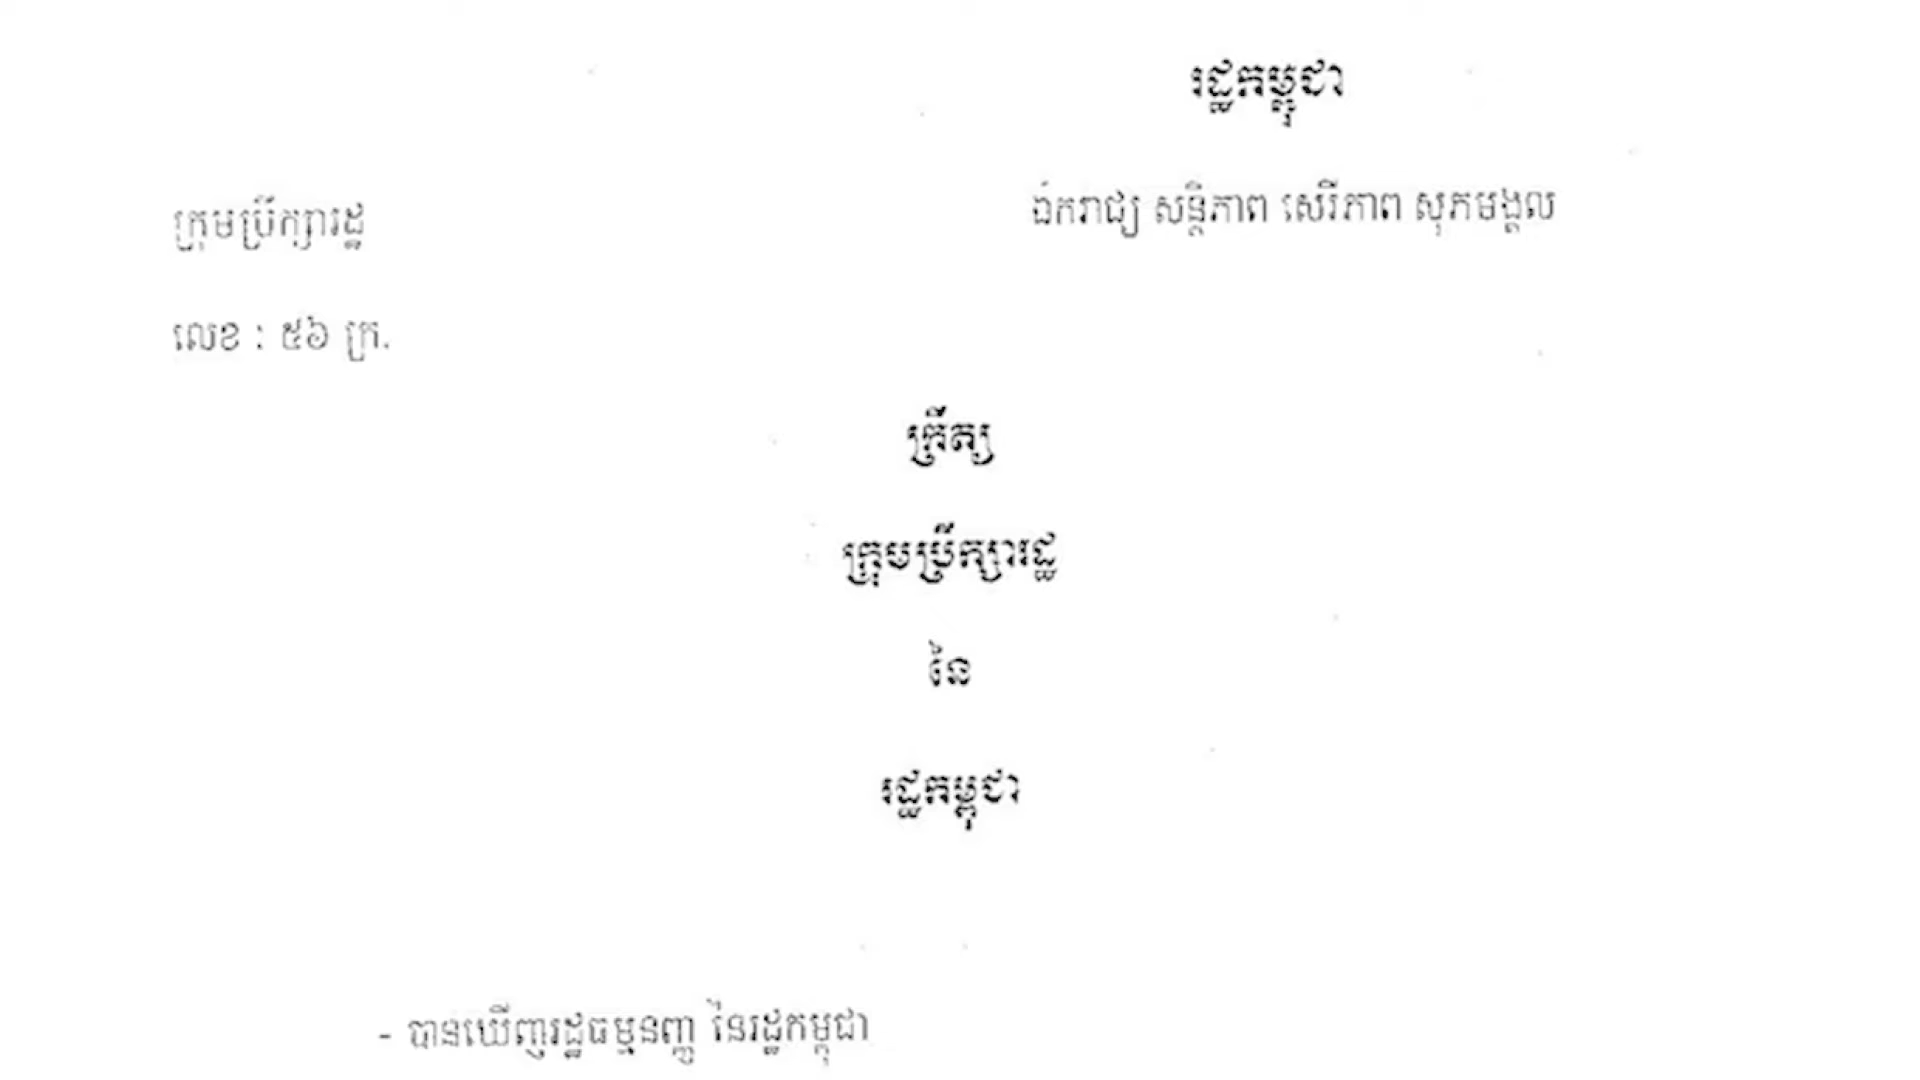 រដ្ឋកម្ពុជា
ឯករាជ្យ សន្តិភាព សេរីភាព សុភមង្គល
ក្រុមប្រឹក្សារដ្ឋ
លេខ : ៥៦ ក្រ.
ក្រឹត្យ
ក្រុមប្រឹក្សារដ្ឋ
នៃ
រដ្ឋកម្ពុជា
- បានឃើញរដ្ឋធម្មនុញ្ញ នៃរដ្ឋកម្ពុជា